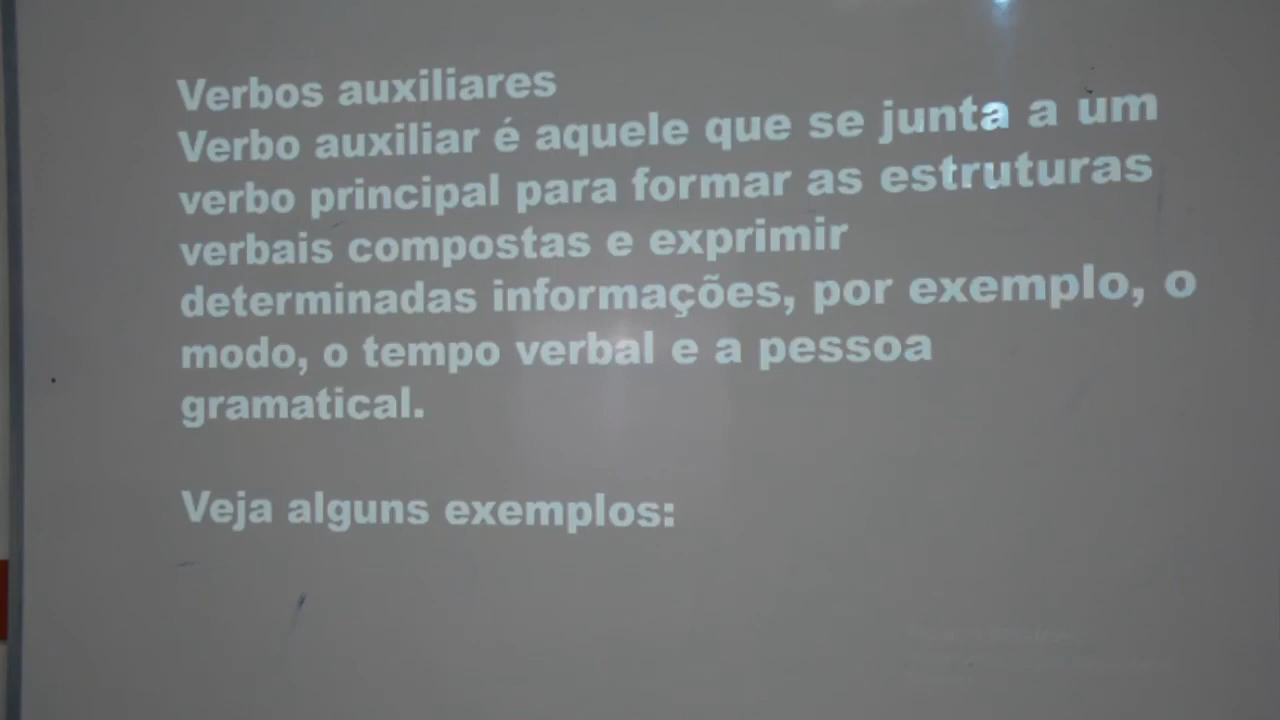 Verbos auxiliares
Verbo auxiliar é aquele que se junta a um
verbo principal para formar as estruturas
verbais compostas e exprimir
determinadas informações, por exemplo, o
modo, o tempo verbal e a pessoa
gramatical.
Veja alguns exemplos: